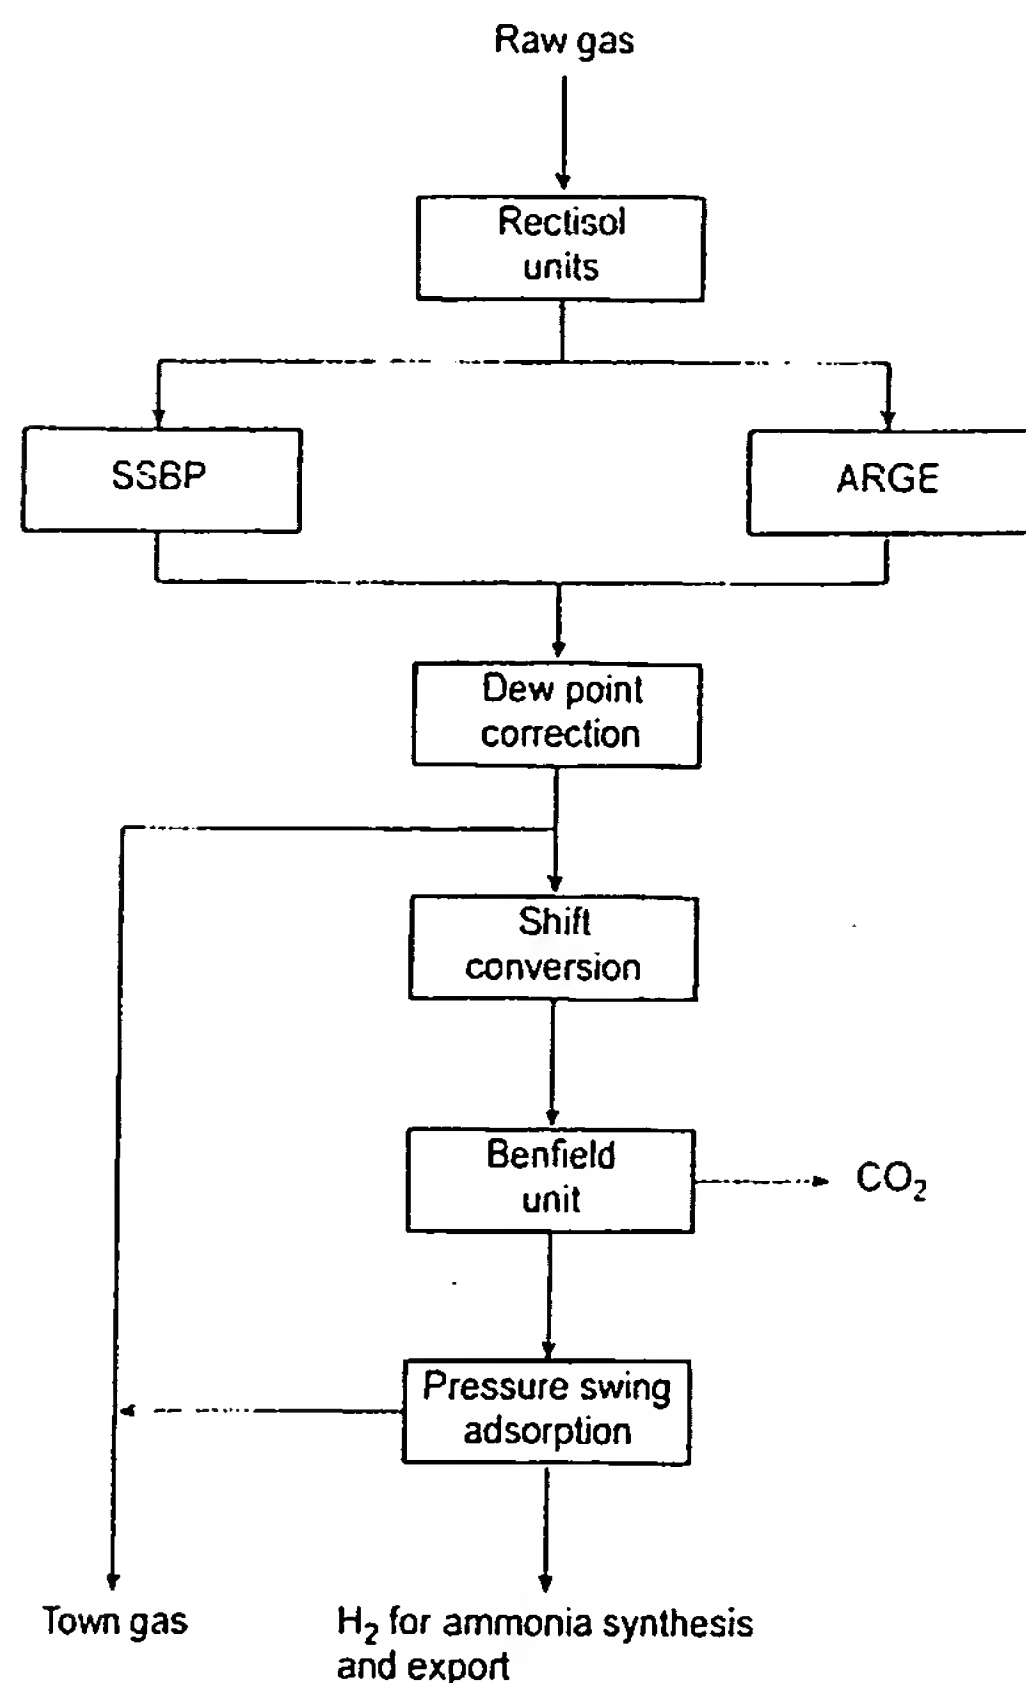 Raw gas
Rectisol
units
SSBP
ARGE
Dew point
correction
Shift
conversion
Benfield
unit
CO₂
Pressure swing
adsorption
Town gas
H₂ for ammonia synthesis
and export